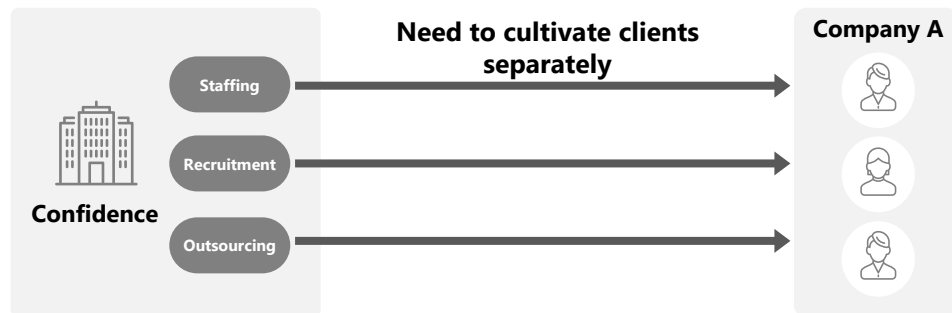 Need to cultivate clients
separately
Company A
Staffing
Recruitment
Confidence
Outsourcing